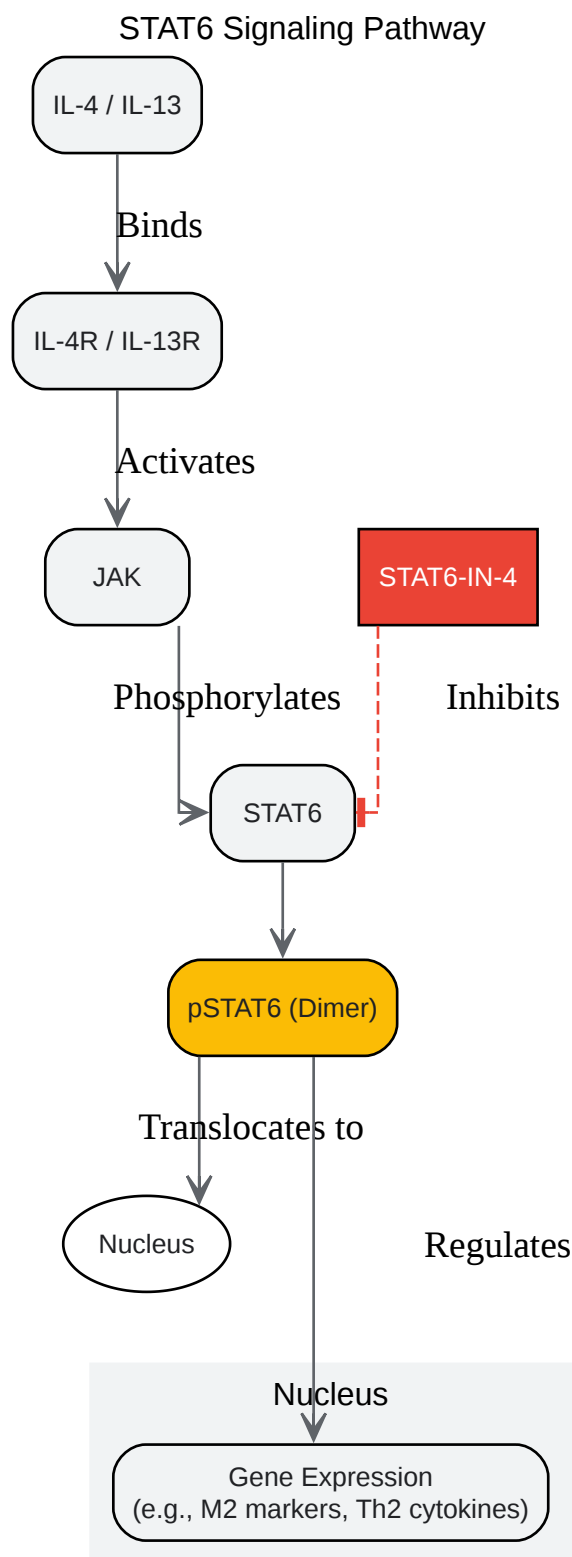 STAT6 Signaling Pathway
IL-4 / IL-13
Binds
IL-4R / IL-13R
Activates
JAK
STAT6-IN-4
Phosphorylates
Inhibits
STAT6
pSTAT6 (Dimer)
Translocates to
Nucleus
Regulates
Nucleus
Gene Expression
(e.g., M2 markers, Th2 cytokines)